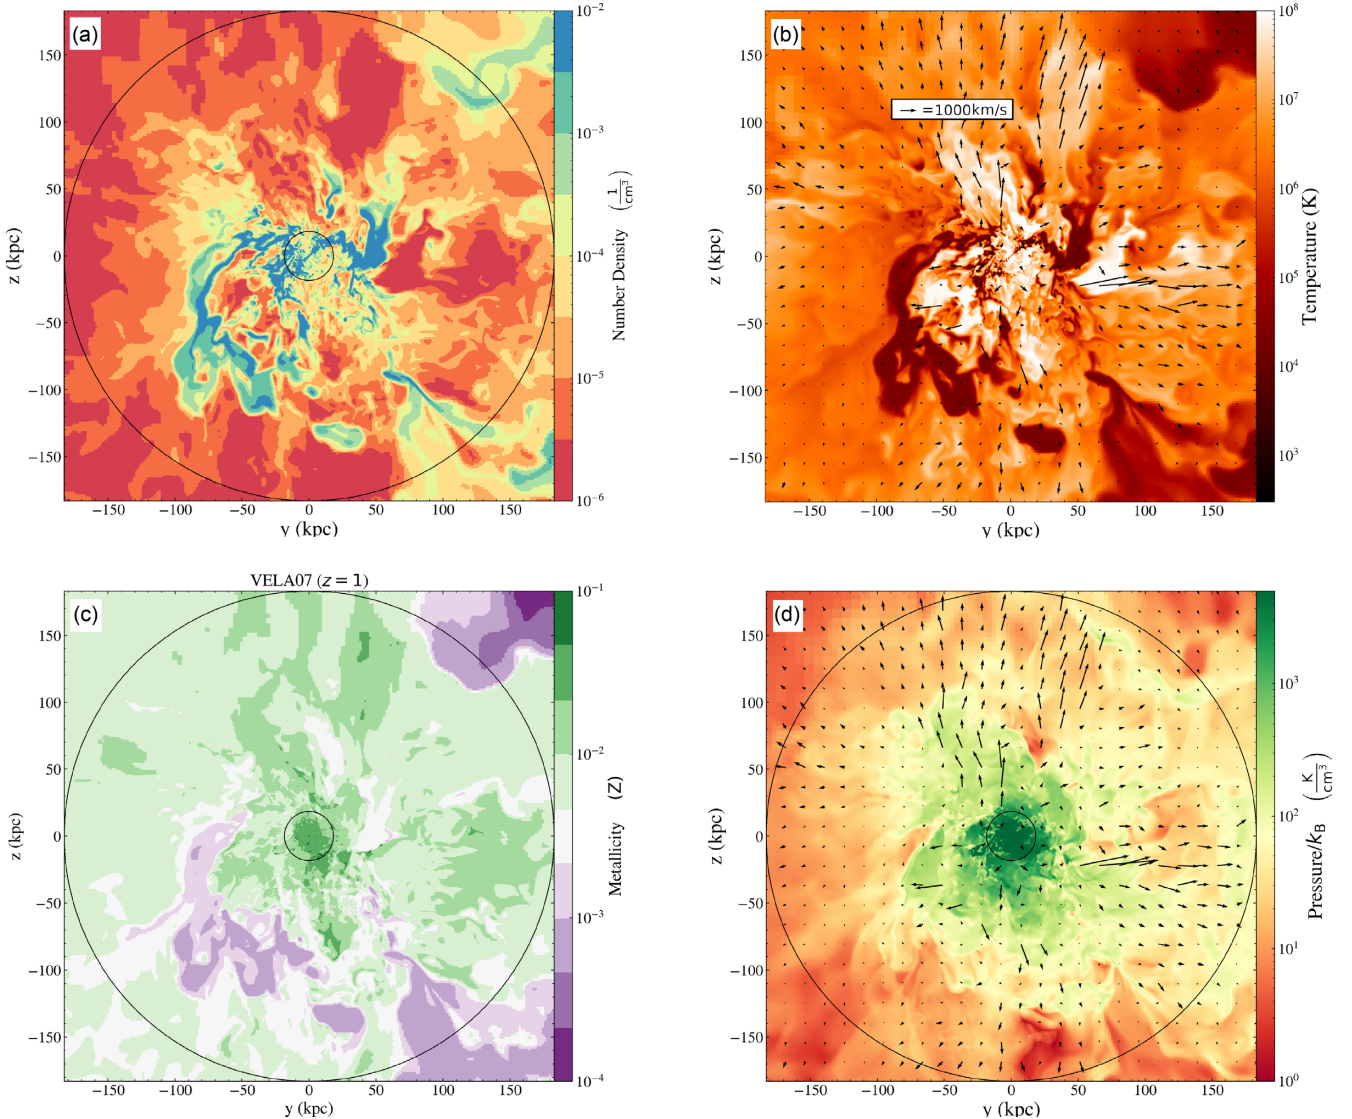 (a)
150
100
50
0
−50
−100
−150
z (kpc)
−150 −100 −50 0 50 100 150
y (kpc)
10⁻²
10⁻³
10⁻⁴
10⁻⁵
10⁻⁶
Number Density (1/cm³)
(b)
=1000km/s
150
100
50
0
−50
−100
−150
z (kpc)
−150 −100 −50 0 50 100 150
y (kpc)
10⁸
10⁷
10⁶
10⁵
10⁴
10³
Temperature (K)
VELA07 (z = 1)
(c)
150
100
50
0
−50
−100
−150
z (kpc)
−150 −100 −50 0 50 100 150
y (kpc)
10⁻¹
10⁻²
10⁻³
10⁻⁴
Metallicity (Z)
(d)
150
100
50
0
−50
−100
−150
z (kpc)
−150 −100 −50 0 50 100 150
y (kpc)
10³
10²
10¹
10⁰
Pressure/k_B (K/cm³)